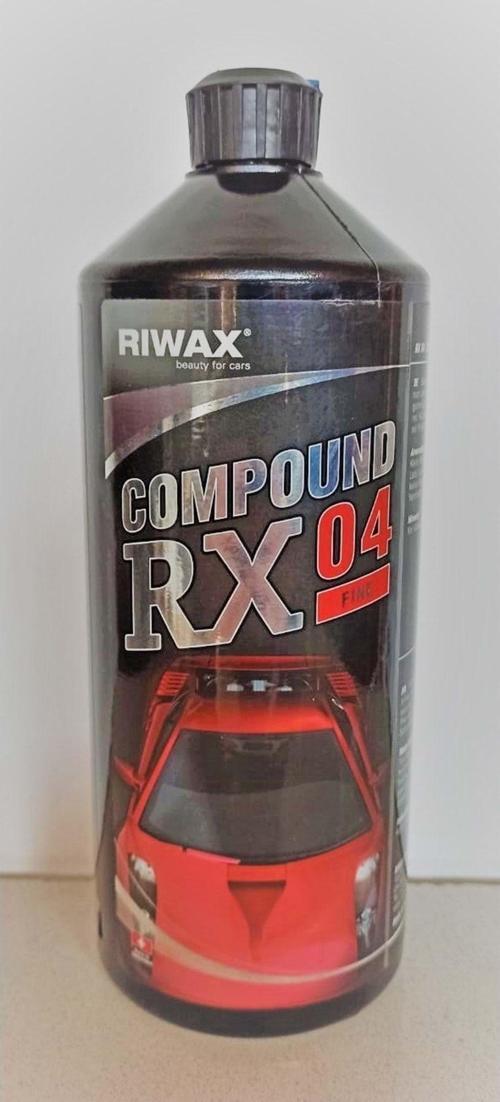 RIWAX®
beauty for cars
COMPOUND
RX 04
FINE